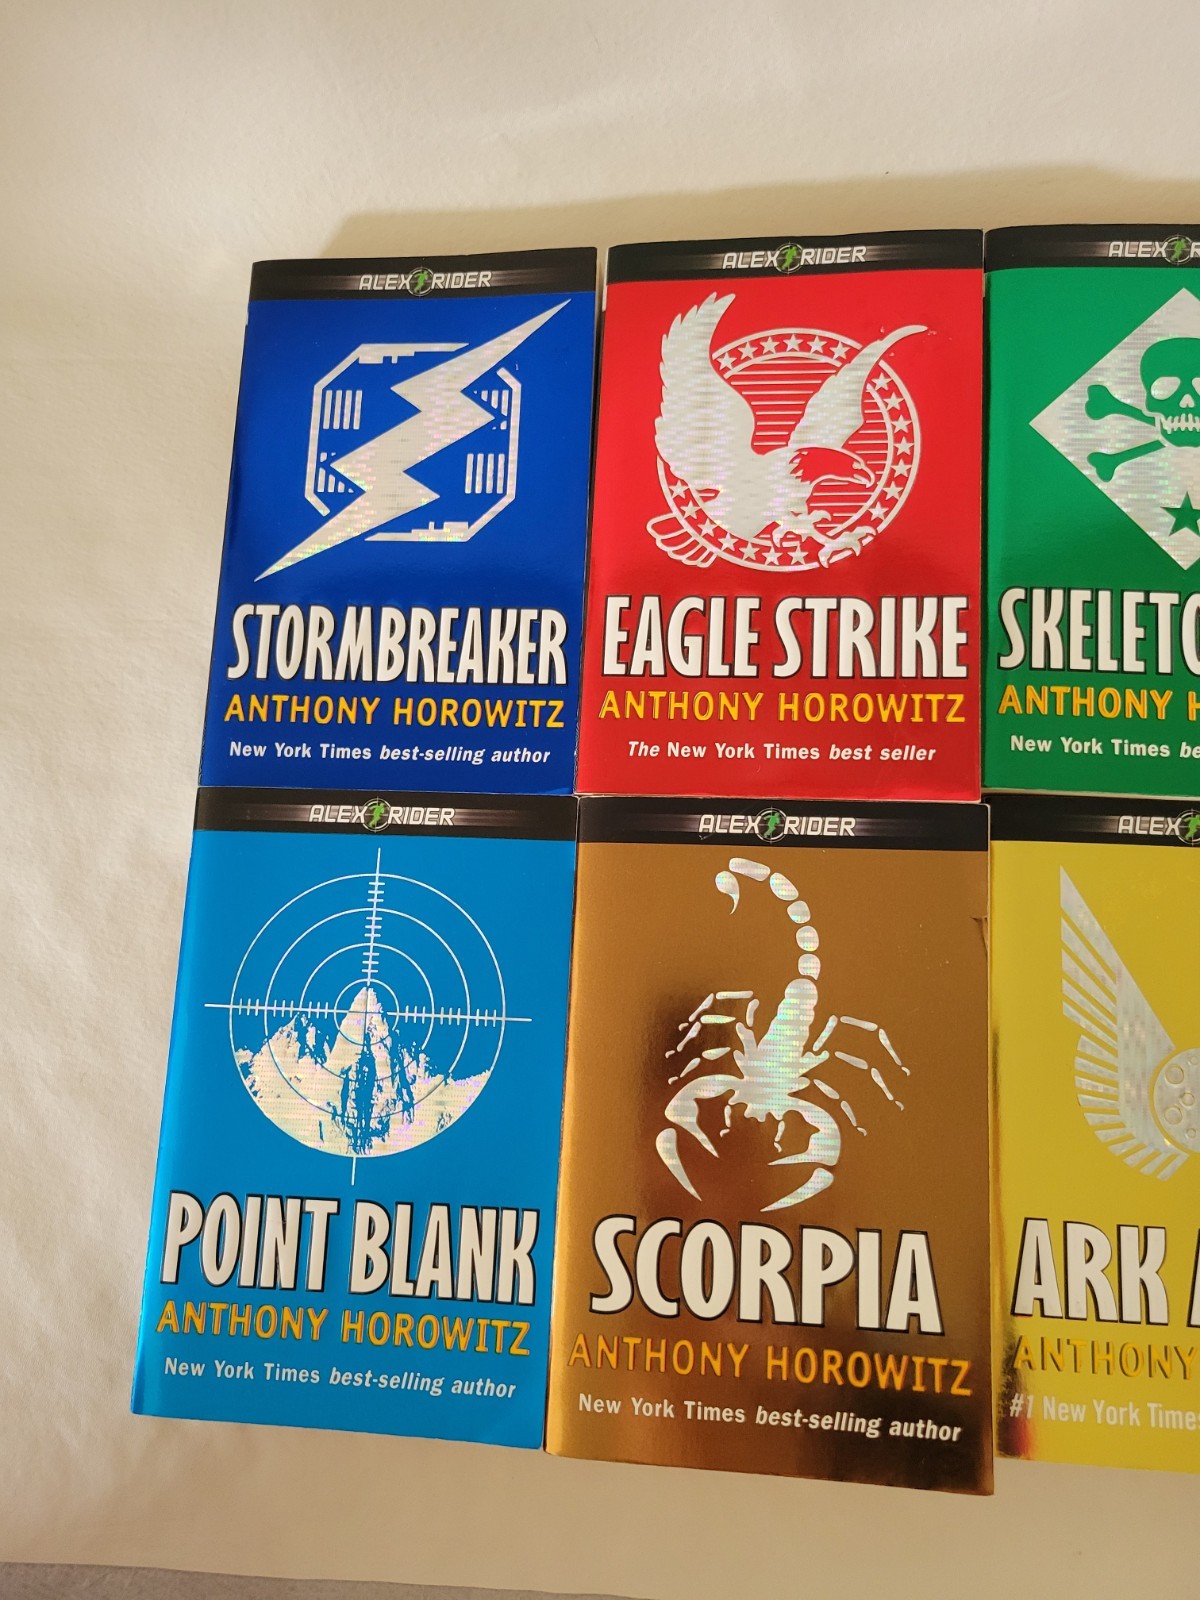 ALEX RIDER
STORMBREAKER
ANTHONY HOROWITZ
New York Times best-selling author
ALEX RIDER
EAGLE STRIKE
ANTHONY HOROWITZ
The New York Times best seller
ALEX
ANTHONY
New York Times
ALEX RIDER
POINT BLANK
ANTHONY HOROWITZ
New York Times best-selling author
ALEX RIDER
SCORPIA
ANTHONY HOROWITZ
New York Times best-selling author
ALEX
ARK
ANTHONY
#1 New York Times